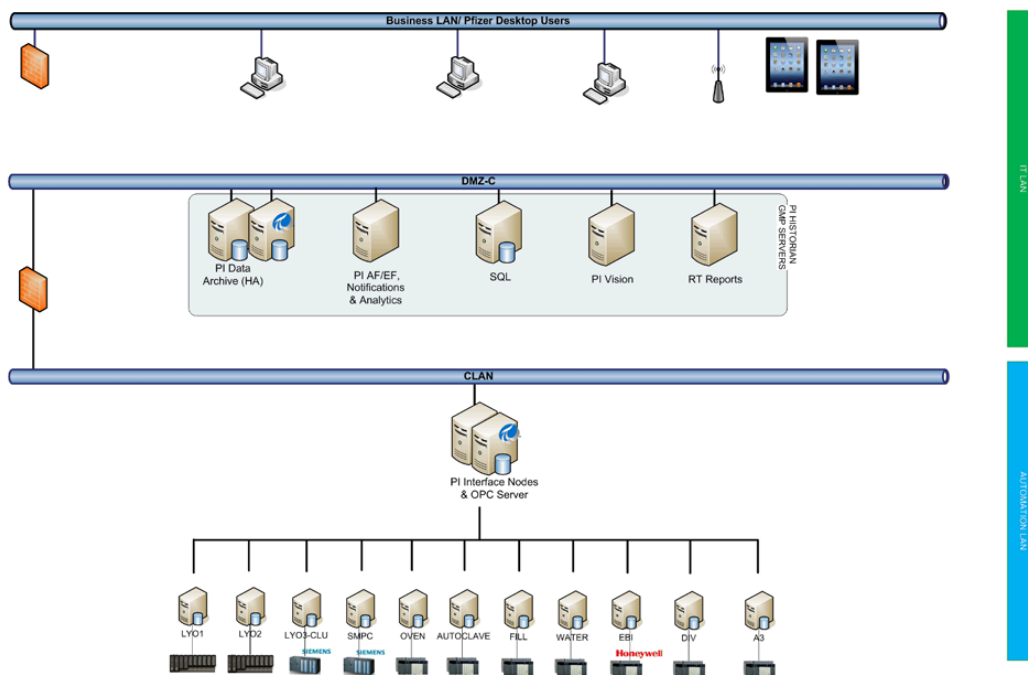 Business LAN/ Pfizer Desktop Users
DMZ-C
PI Data
Archive (HA)
PI AF/EF,
Notifications
& Analytics
SQL
PI Vision
RT Reports
PI HISTORIAN
GMP SERVERS
IT LAN
CLAN
PI Interface Nodes
& OPC Server
LYO1
LYO2
LYO3-CLU
SMPC
OVEN
AUTOCLAVE
FILL
WATER
EBI
DIV
A3
SIEMENS
SIEMENS
Honeywell
AUTOMATION LAN